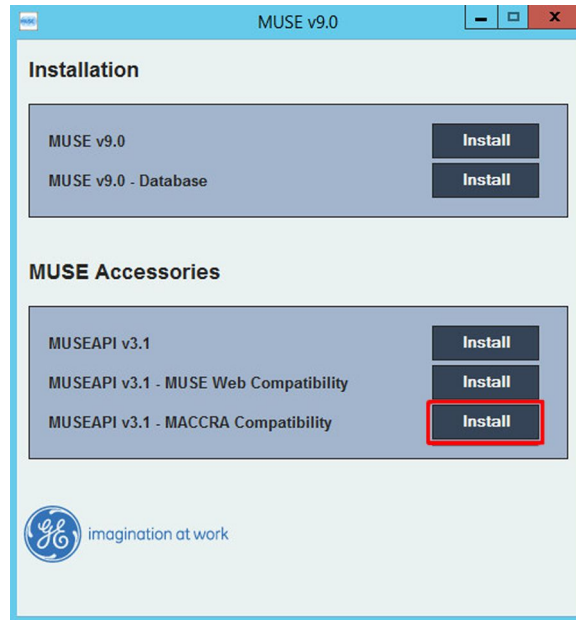 MUSE v9.0
Installation
MUSE v9.0 Install
MUSE v9.0 - Database Install
MUSE Accessories
MUSEAPI v3.1 Install
MUSEAPI v3.1 - MUSE Web Compatibility Install
MUSEAPI v3.1 - MACCRA Compatibility Install
GE imagination at work